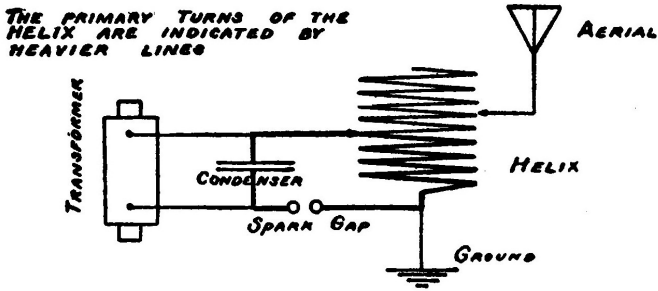 THE PRIMARY TURNS OF THE
HELIX ARE INDICATED BY
HEAVIER LINES
AERIAL
TRANSFORMER
CONDENSER
HELIX
SPARK GAP
GROUND